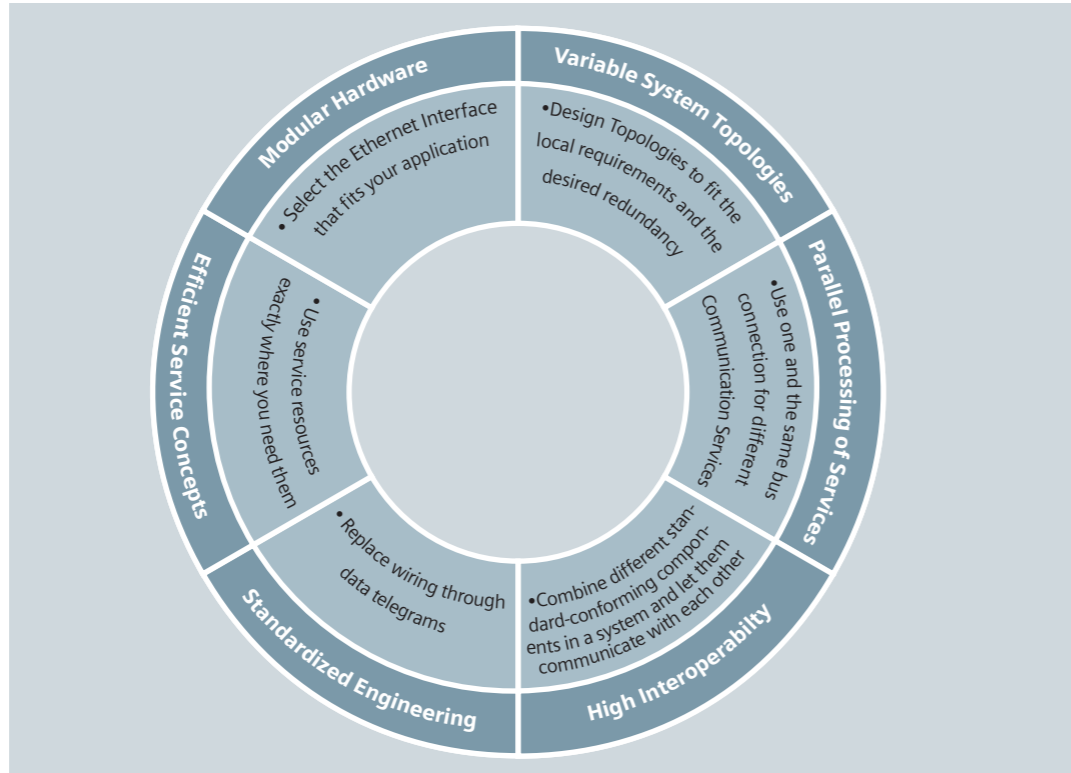 Modular Hardware
• Select the Ethernet Interface
that fits your application
Variable System Topologies
•Design Topologies to fit the
local requirements and the
desired redundancy
Parallel Processing of Services
•Use one and the same bus
connection for different
Communication Services
High Interoperabilty
•Combine different stan-
dard-conforming compon-
ents in a system and let them
communicate with each other
Standardized Engineering
• Replace wiring through
data telegrams
Efficient Service Concepts
• Use service resources
exactly where you need them